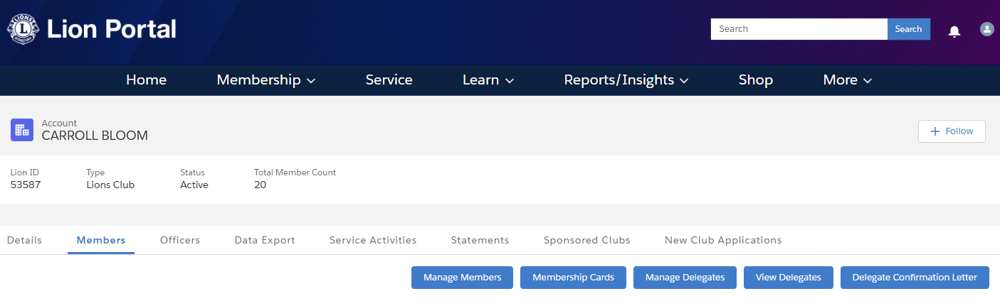 Lion Portal
Search Search
Home Membership Service Learn Reports/Insights Shop More
Account
CARROLL BLOOM
+ Follow
Lion ID Type Status Total Member Count
53587 Lions Club Active 20
Details Members Officers Data Export Service Activities Statements Sponsored Clubs New Club Applications
Manage Members Membership Cards Manage Delegates View Delegates Delegate Confirmation Letter